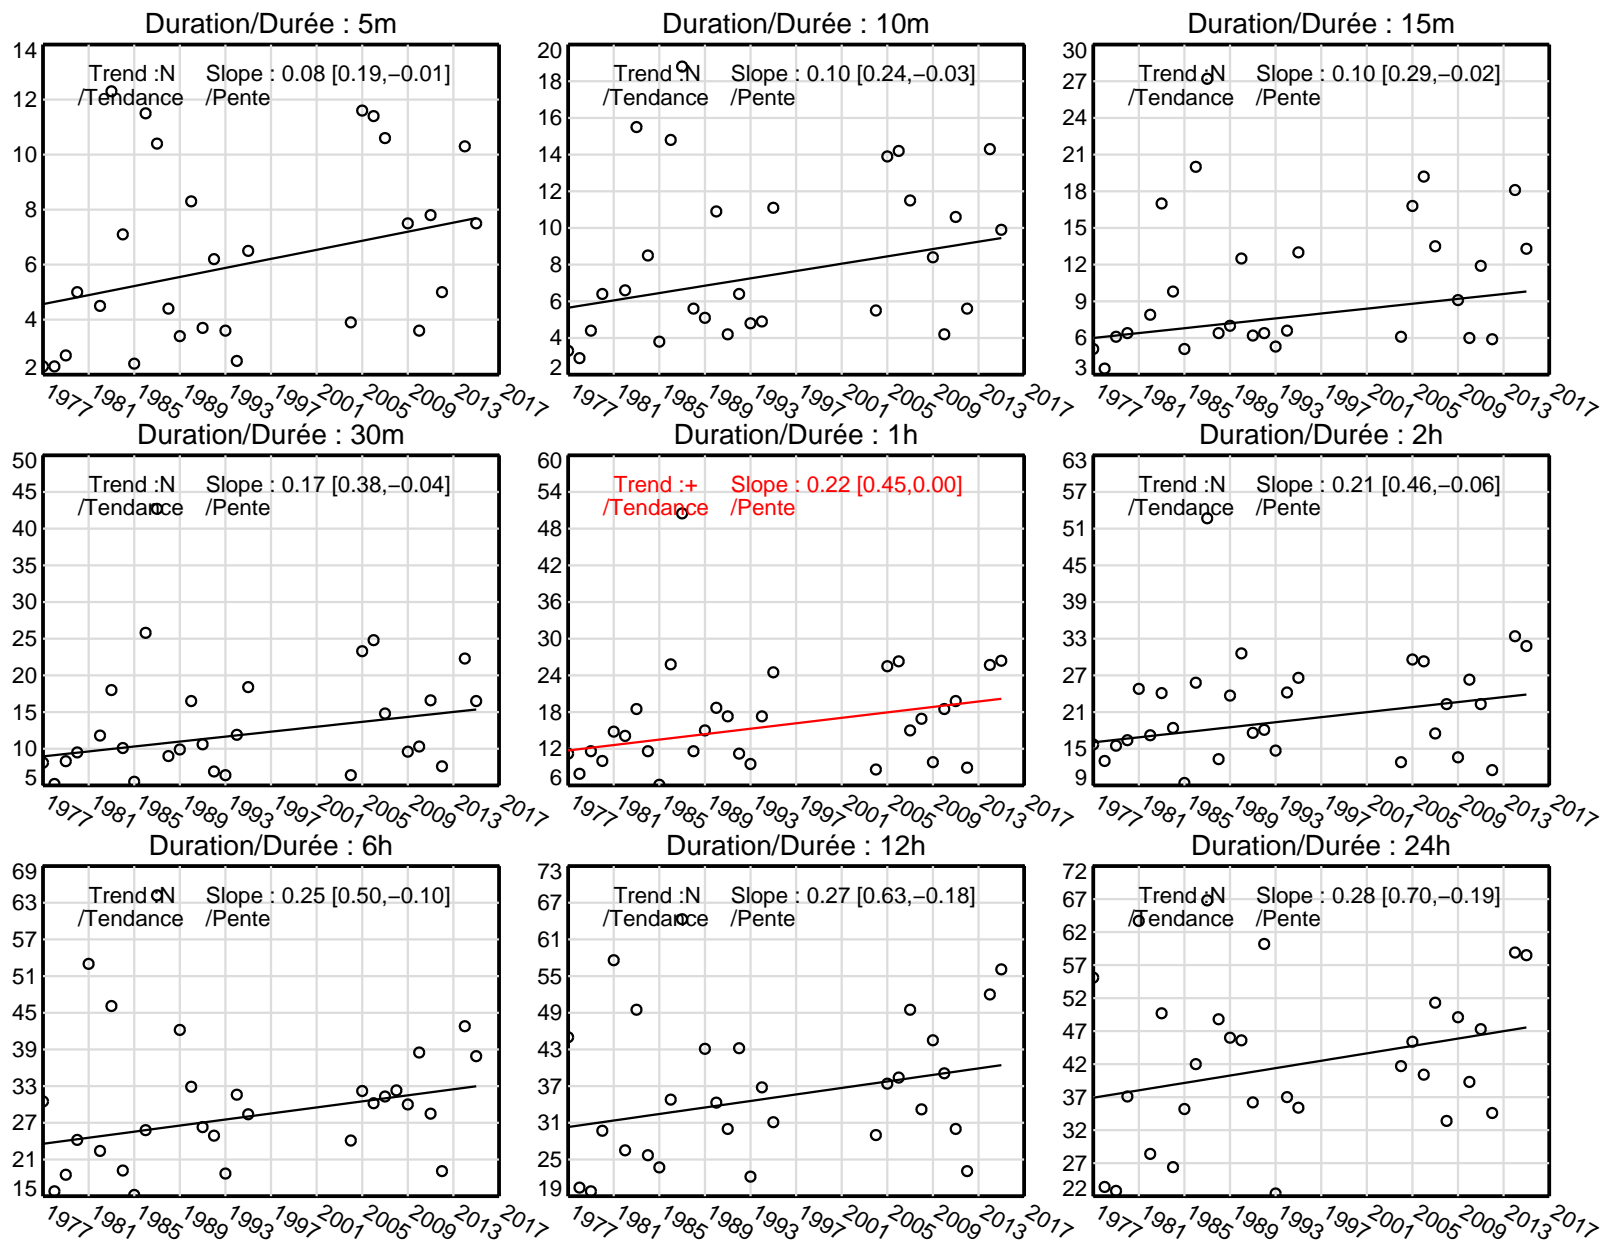 Duration/Durée : 5m
14
12
10
8
6
4
2
Trend :N Slope : 0.08 [0.19,−0.01]
/Tendance /Pente
1977 1981 1985 1989 1993 1997 2001 2005 2009 2013 2017
Duration/Durée : 10m
20
18
16
14
12
10
8
6
4
2
Trend :N Slope : 0.10 [0.24,−0.03]
/Tendance /Pente
1977 1981 1985 1989 1993 1997 2001 2005 2009 2013 2017
Duration/Durée : 15m
30
27
24
21
18
15
12
9
6
3
Trend :N Slope : 0.10 [0.29,−0.02]
/Tendance /Pente
1977 1981 1985 1989 1993 1997 2001 2005 2009 2013 2017
Duration/Durée : 30m
50
45
40
35
30
25
20
15
10
5
Trend :N Slope : 0.17 [0.38,−0.04]
/Tendance /Pente
1977 1981 1985 1989 1993 1997 2001 2005 2009 2013 2017
Duration/Durée : 1h
60
54
48
42
36
30
24
18
12
6
Trend :+ Slope : 0.22 [0.45,0.00]
/Tendance /Pente
1977 1981 1985 1989 1993 1997 2001 2005 2009 2013 2017
Duration/Durée : 2h
63
57
51
45
39
33
27
21
15
9
Trend :N Slope : 0.21 [0.46,−0.06]
/Tendance /Pente
1977 1981 1985 1989 1993 1997 2001 2005 2009 2013 2017
Duration/Durée : 6h
69
63
57
51
45
39
33
27
21
15
Trend :N Slope : 0.25 [0.50,−0.10]
/Tendance /Pente
1977 1981 1985 1989 1993 1997 2001 2005 2009 2013 2017
Duration/Durée : 12h
73
67
61
55
49
43
37
31
25
19
Trend :N Slope : 0.27 [0.63,−0.18]
/Tendance /Pente
1977 1981 1985 1989 1993 1997 2001 2005 2009 2013 2017
Duration/Durée : 24h
72
67
62
57
52
47
42
37
32
27
22
Trend :N Slope : 0.28 [0.70,−0.19]
/Tendance /Pente
1977 1981 1985 1989 1993 1997 2001 2005 2009 2013 2017